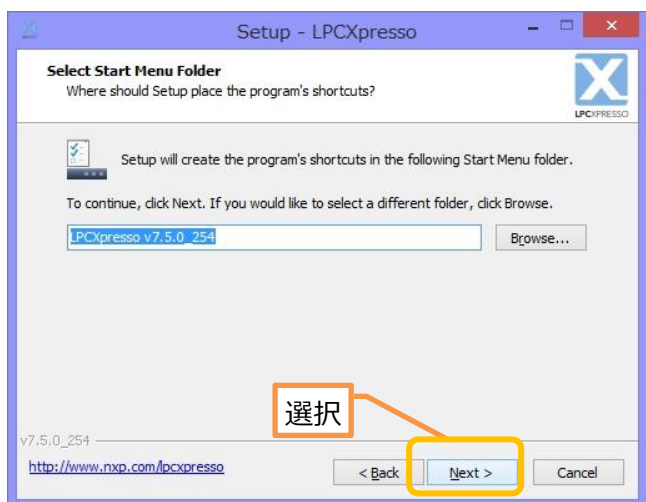 Setup - LPCXpresso
Select Start Menu Folder
Where should Setup place the program's shortcuts?
LPCXPRESSO
Setup will create the program's shortcuts in the following Start Menu folder.
To continue, click Next. If you would like to select a different folder, click Browse.
LPCXpresso v7.5.0_254
Browse...
選択
v7.5.0_254
http://www.nxp.com/lpcxpresso
< Back
Next >
Cancel